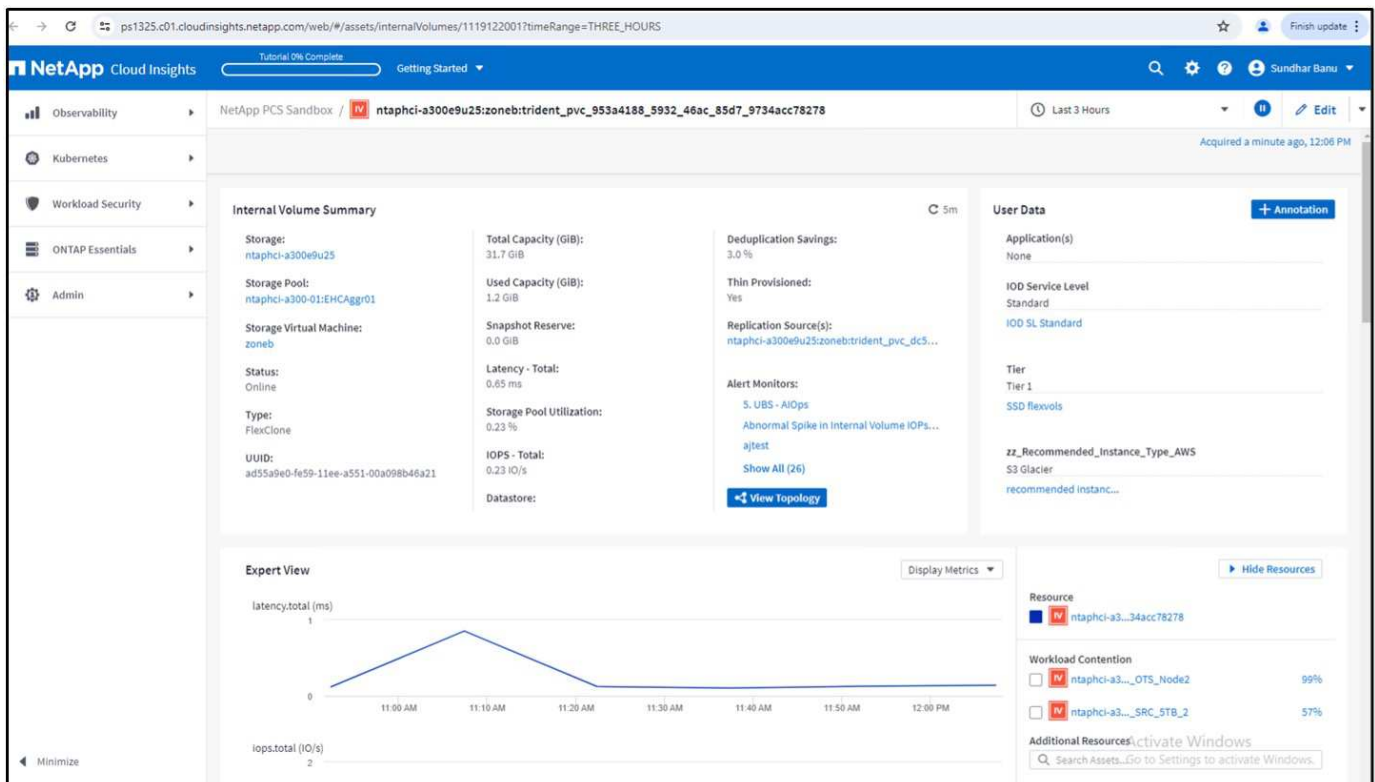 ps1325.c01.cloudinsights.netapp.com/web/#/assets/internalVolumes/1119122001?timeRange=THREE_HOURS
Finish update
NetApp Cloud Insights
Tutorial 0% Complete
Getting Started
Sundhar Banu
Observability
Kubernetes
Workload Security
ONTAP Essentials
Admin
Minimize
NetApp PCS Sandbox / IV ntaphci-a300e9u25:zoneb:trident_pvc_953a4188_5932_46ac_85d7_9734acc78278
Last 3 Hours
Edit
Acquired a minute ago, 12:06 PM
Internal Volume Summary
5m
Storage:
ntaphci-a300e9u25
Storage Pool:
ntaphci-a300-01:EHCAggr01
Storage Virtual Machine:
zoneb
Status:
Online
Type:
FlexClone
UUID:
ad55a9e0-fe59-11ee-a551-00a098b46a21
Total Capacity (GiB):
31.7 GiB
Used Capacity (GiB):
1.2 GiB
Snapshot Reserve:
0.0 GiB
Latency - Total:
0.65 ms
Storage Pool Utilization:
0.23 %
IOPS - Total:
0.23 IO/s
Datastore:
Deduplication Savings:
3.0 %
Thin Provisioned:
Yes
Replication Source(s):
ntaphci-a300e9u25:zoneb:trident_pvc_dc5...
Alert Monitors:
5. UBS - AIOps
Abnormal Spike in Internal Volume IOPs...
ajtest
Show All (26)
View Topology
User Data
+ Annotation
Application(s)
None
IOD Service Level
Standard
IOD SL Standard
Tier
Tier 1
SSD flexvols
zz_Recommended_Instance_Type_AWS
S3 Glacier
recommended instanc...
Expert View
Display Metrics
latency.total (ms)
1
0
11:00 AM 11:10 AM 11:20 AM 11:30 AM 11:40 AM 11:50 AM 12:00 PM
iops.total (IO/s)
2
Hide Resources
Resource
IV ntaphci-a3...34acc78278
Workload Contention
IV ntaphci-a3..._OTS_Node2 99%
IV ntaphci-a3..._SRC_5TB_2 57%
Additional Resources
Activate Windows
Search Assets...
Go to Settings to activate Windows.